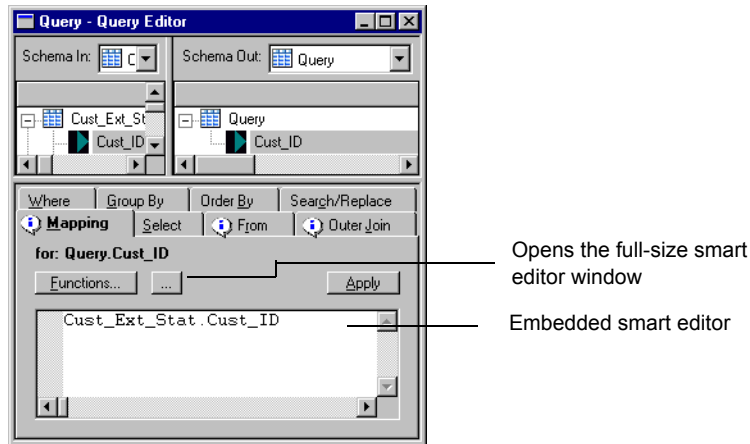 Query - Query Editor
Schema In: C
Schema Out: Query
Cust_Ext_St
Cust_ID
Query
Cust_ID
Where Group By Order By Search/Replace
Mapping Select From Outer Join
for: Query.Cust_ID
Functions... ... Apply
Cust_Ext_Stat.Cust_ID
Opens the full-size smart
editor window
Embedded smart editor